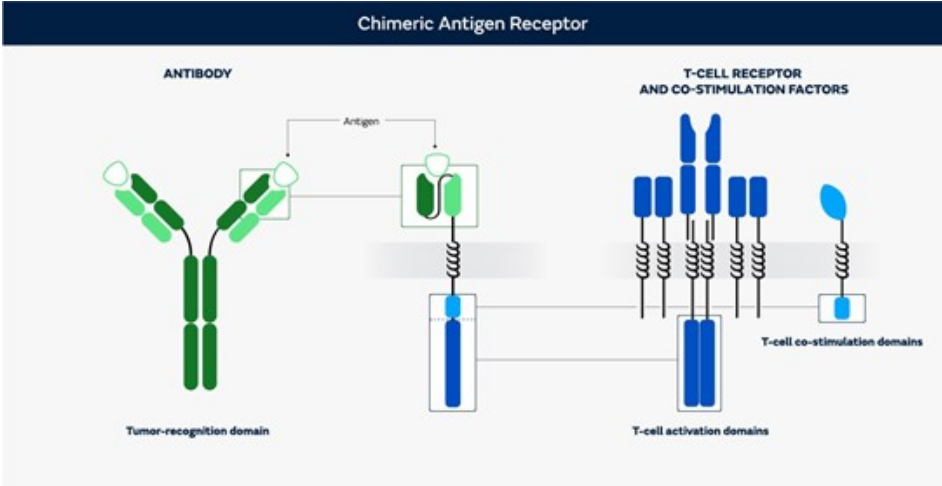 Chimeric Antigen Receptor
ANTIBODY
T-CELL RECEPTOR
AND CO-STIMULATION FACTORS
Antigen
T-cell co-stimulation domains
Tumor-recognition domain
T-cell activation domains